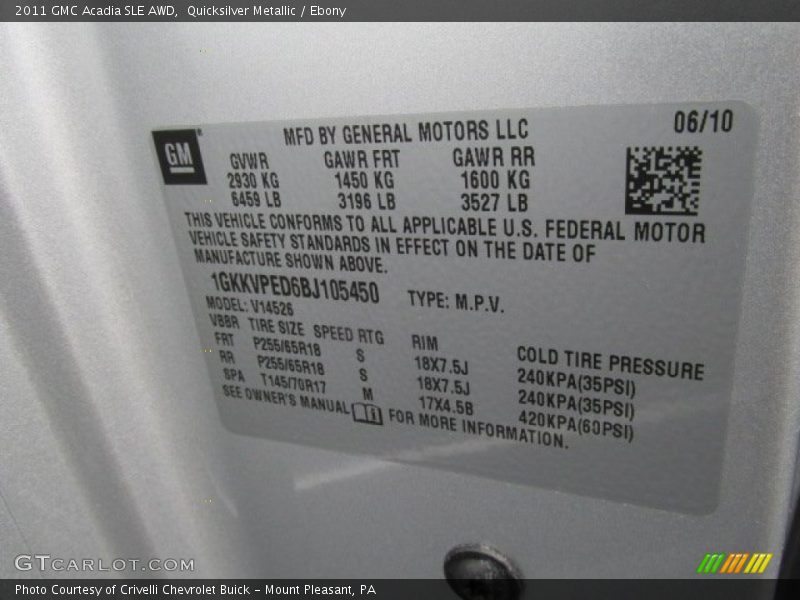 2011 GMC Acadia SLE AWD,  Quicksilver Metallic / Ebony
06/10
GM
MFD BY GENERAL MOTORS LLC
GVWR GAWR FRT GAWR RR
2930 KG 1450 KG 1600 KG
6459 LB 3196 LB 3527 LB
THIS VEHICLE CONFORMS TO ALL APPLICABLE U.S. FEDERAL MOTOR
VEHICLE SAFETY STANDARDS IN EFFECT ON THE DATE OF
MANUFACTURE SHOWN ABOVE.
1GKKVPED6BJ105450 TYPE: M.P.V.
MODEL: V14526
VBBR TIRE SIZE SPEED RTG RIM COLD TIRE PRESSURE
FRT P255/65R18 S 18X7.5J 240KPA(35PSI)
RR P255/65R18 S 18X7.5J 240KPA(35PSI)
SPA T145/70R17 M 17X4.5B 420KPA(60PSI)
SEE OWNER'S MANUAL FOR MORE INFORMATION.
GTCARLOT.COM
Photo Courtesy of Crivelli Chevrolet Buick - Mount Pleasant, PA